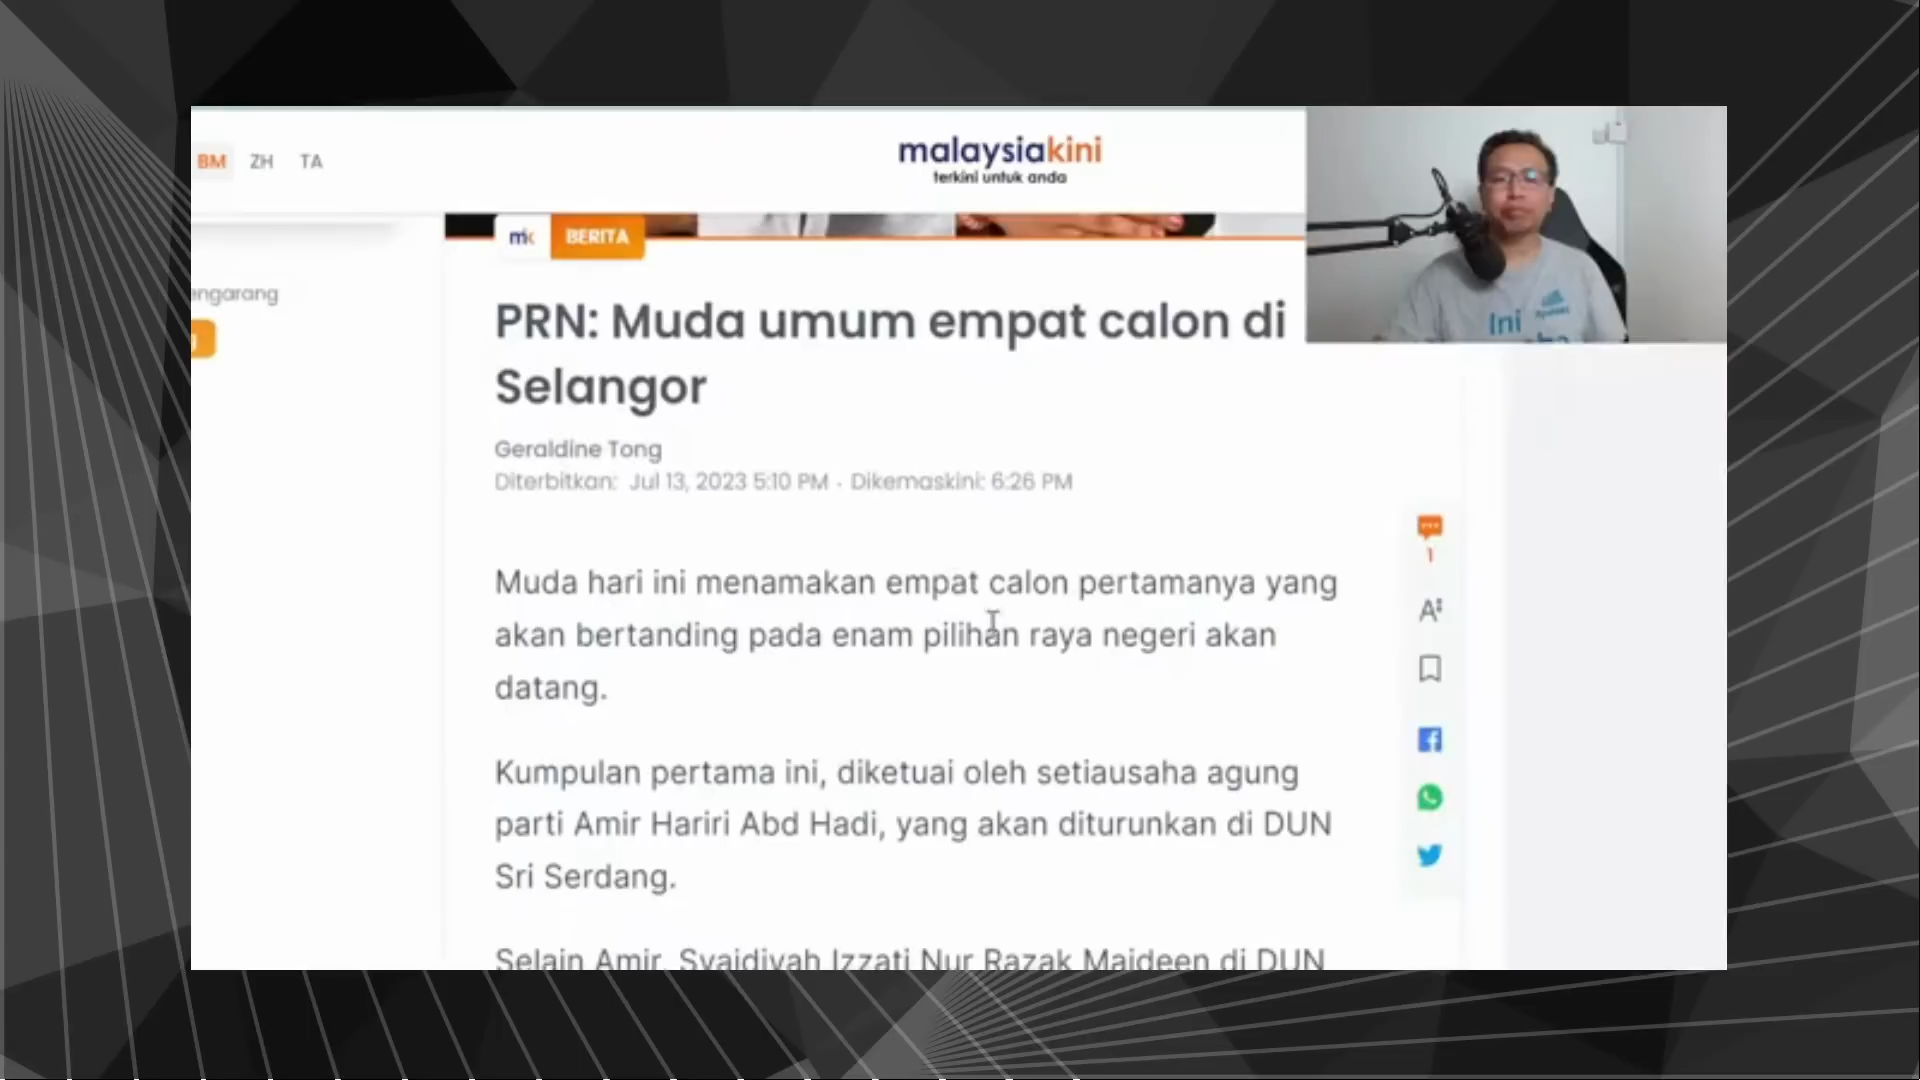 BM ZH TA
malaysiakini
terkini untuk anda
mk BERITA
engarang
PRN: Muda umum empat calon di
Selangor
Geraldine Tong
Diterbitkan: Jul 13, 2023 5:10 PM - Dikemaskini: 6:26 PM
Muda hari ini menamakan empat calon pertamanya yang
akan bertanding pada enam pilihan raya negeri akan
datang.
Kumpulan pertama ini, diketuai oleh setiausaha agung
parti Amir Hariri Abd Hadi, yang akan diturunkan di DUN
Sri Serdang.
Selain Amir, Syaidiyah Izzati Nur Razak Maideen di DUN
1
A
Ini